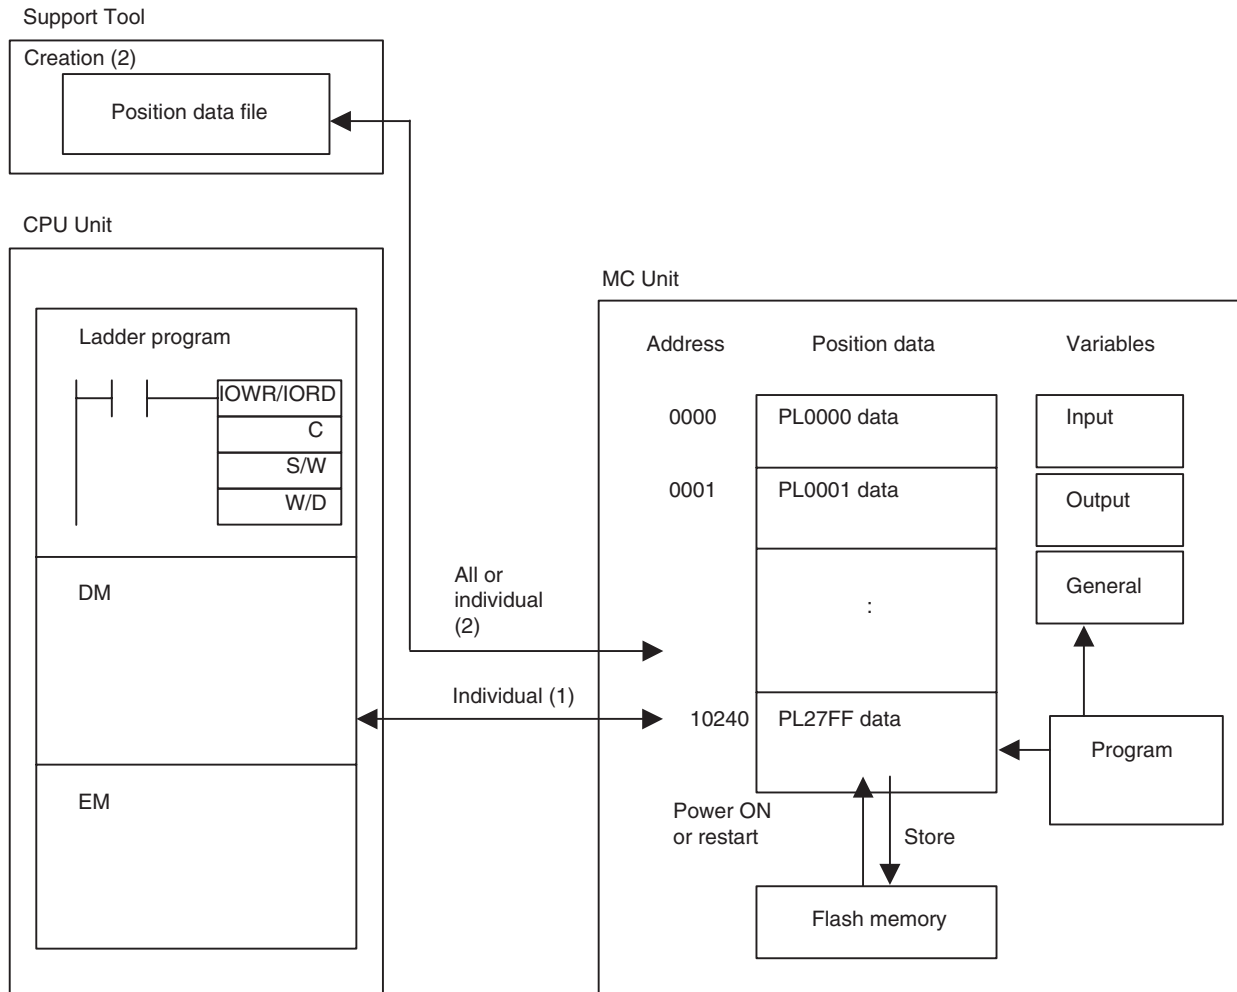 Support Tool
Creation (2)
Position data file
CPU Unit
Ladder program
IOWR/IORD
C
S/W
W/D
DM
EM
All or
individual
(2)
Individual (1)
MC Unit
Address
Position data
Variables
0000
PL0000 data
Input
0001
PL0001 data
Output
:
General
10240
PL27FF data
Program
Power ON
or restart
Store
Flash memory